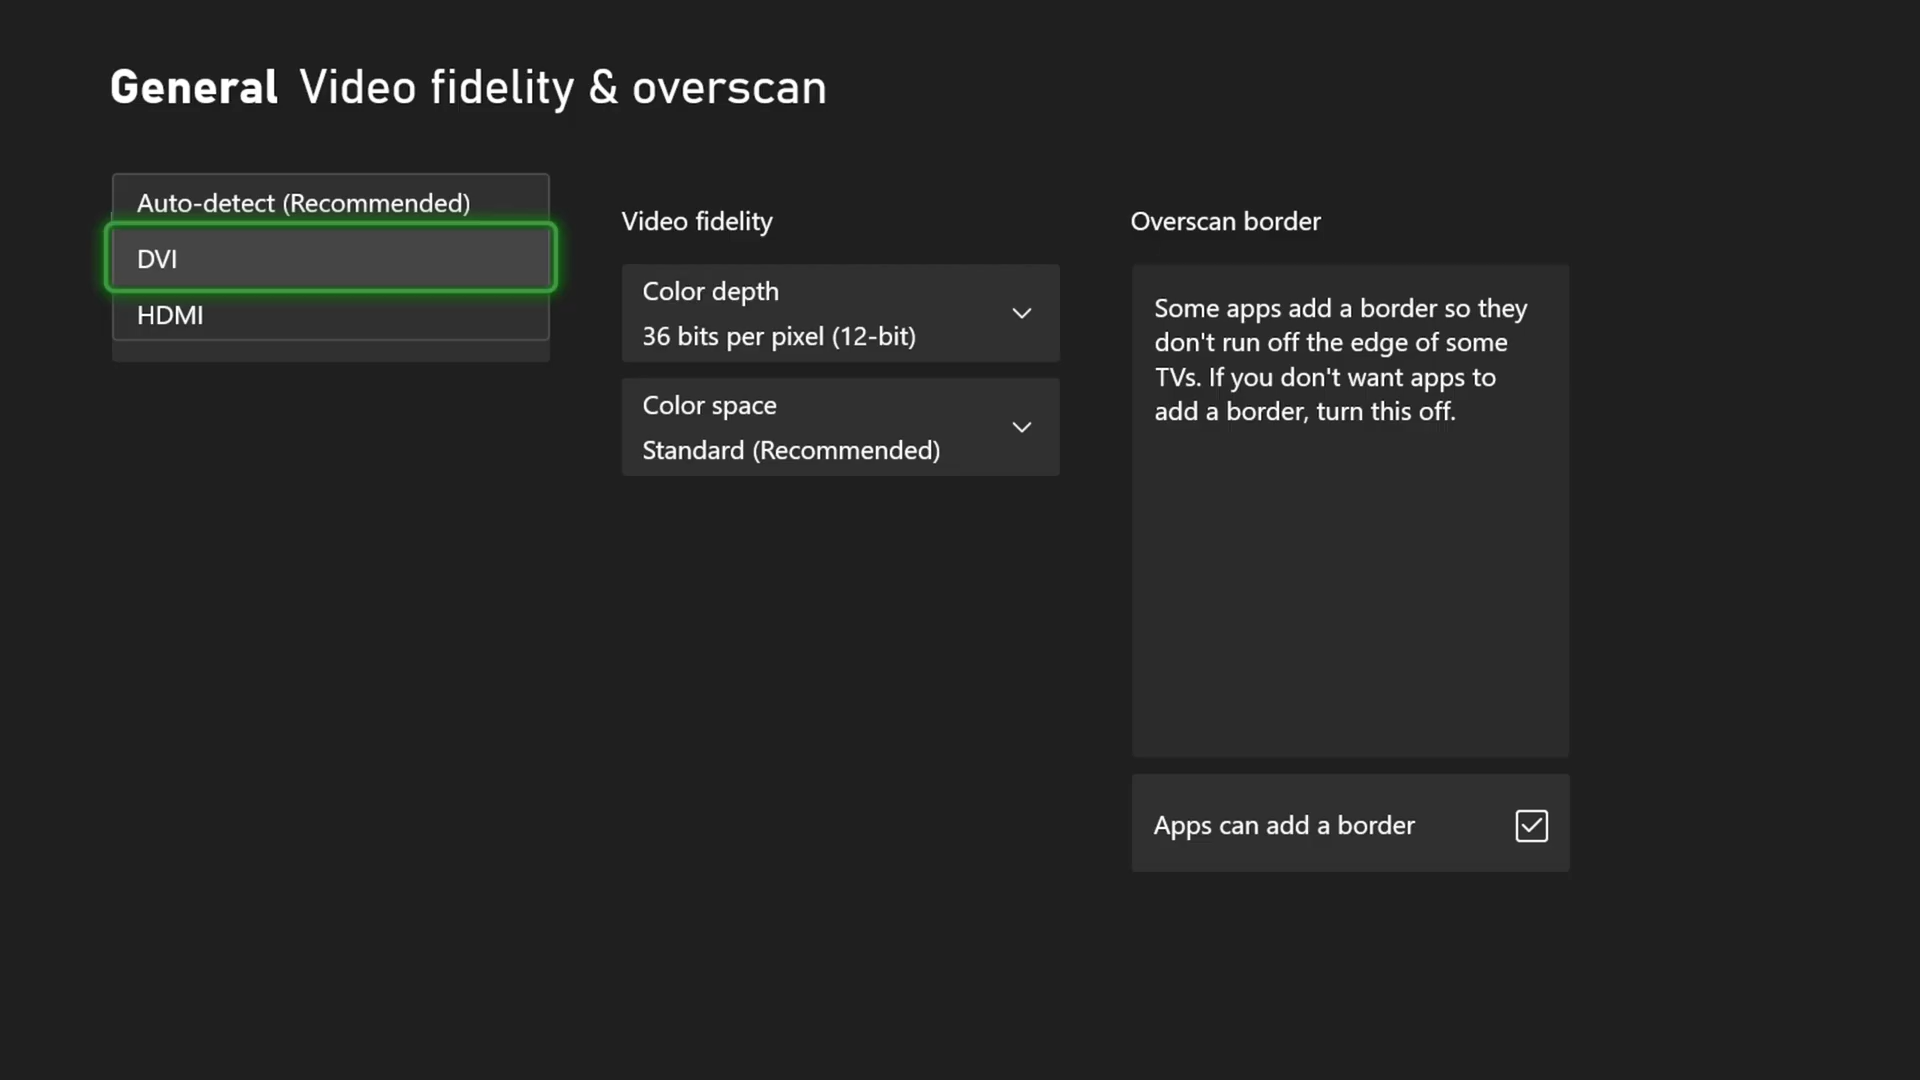 General Video fidelity & overscan
Auto-detect (Recommended)
DVI
HDMI
Video fidelity
Color depth
36 bits per pixel (12-bit)
Color space
Standard (Recommended)
Overscan border
Some apps add a border so they
don't run off the edge of some
TVs. If you don't want apps to
add a border, turn this off.
Apps can add a border